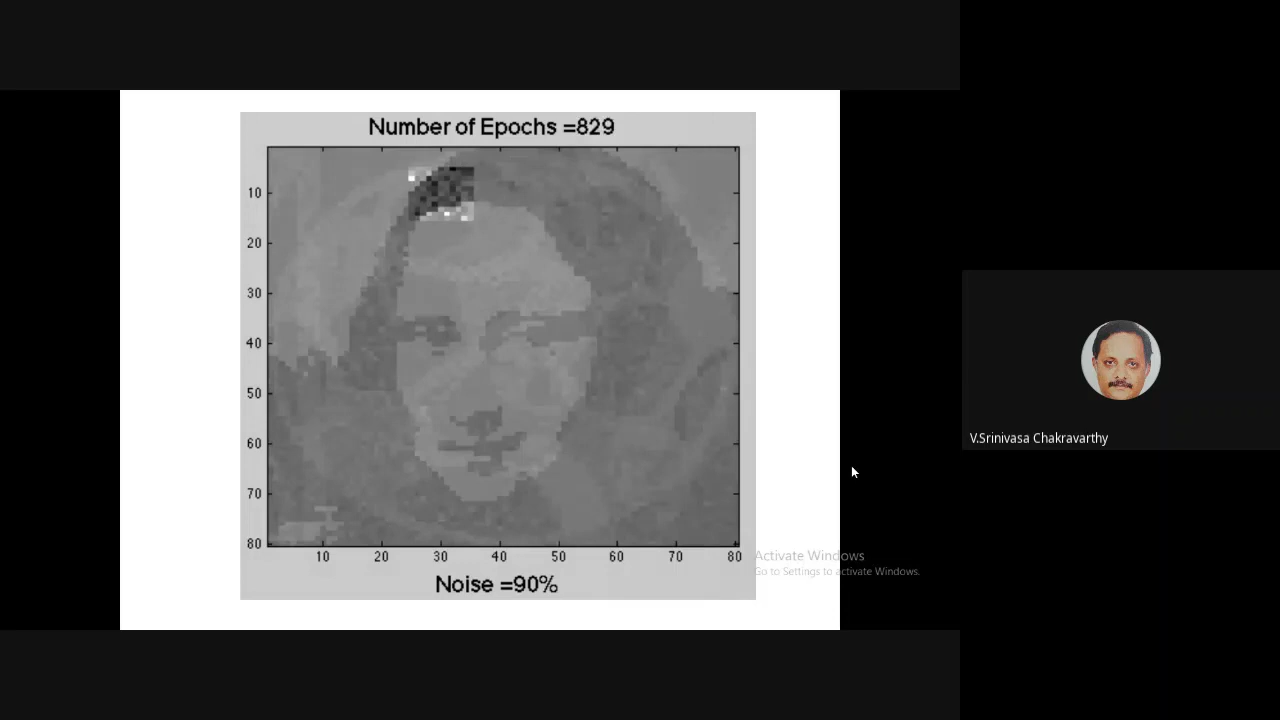 Number of Epochs =829
10
20
30
40
50
60
70
80
10 20 30 40 50 60 70 80
Noise =90%
Activate Windows
Go to Settings to activate Windows.
V.Srinivasa Chakravarthy